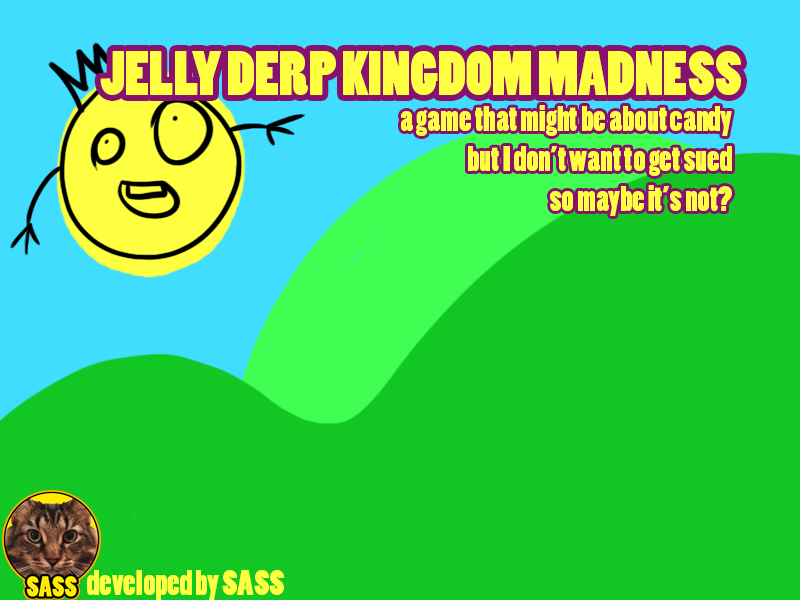 JELLY DERP KINGDOM MADNESS
a game that might be about candy
but I don't want to get sued
so maybe it's not?
SASS
developed by SASS